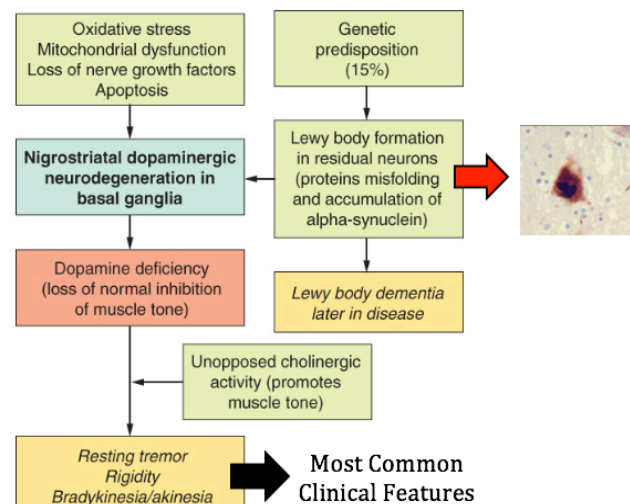 Oxidative stress
Mitochondrial dysfunction
Loss of nerve growth factors
Apoptosis
Genetic
predisposition
(15%)
Nigrostriatal dopaminergic
neurodegeneration in
basal ganglia
Lewy body formation
in residual neurons
(proteins misfolding
and accumulation of
alpha-synuclein)
Dopamine deficiency
(loss of normal inhibition
of muscle tone)
Lewy body dementia
later in disease
Unopposed cholinergic
activity (promotes
muscle tone)
Resting tremor
Rigidity
Bradykinesia/akinesia
Most Common
Clinical Features